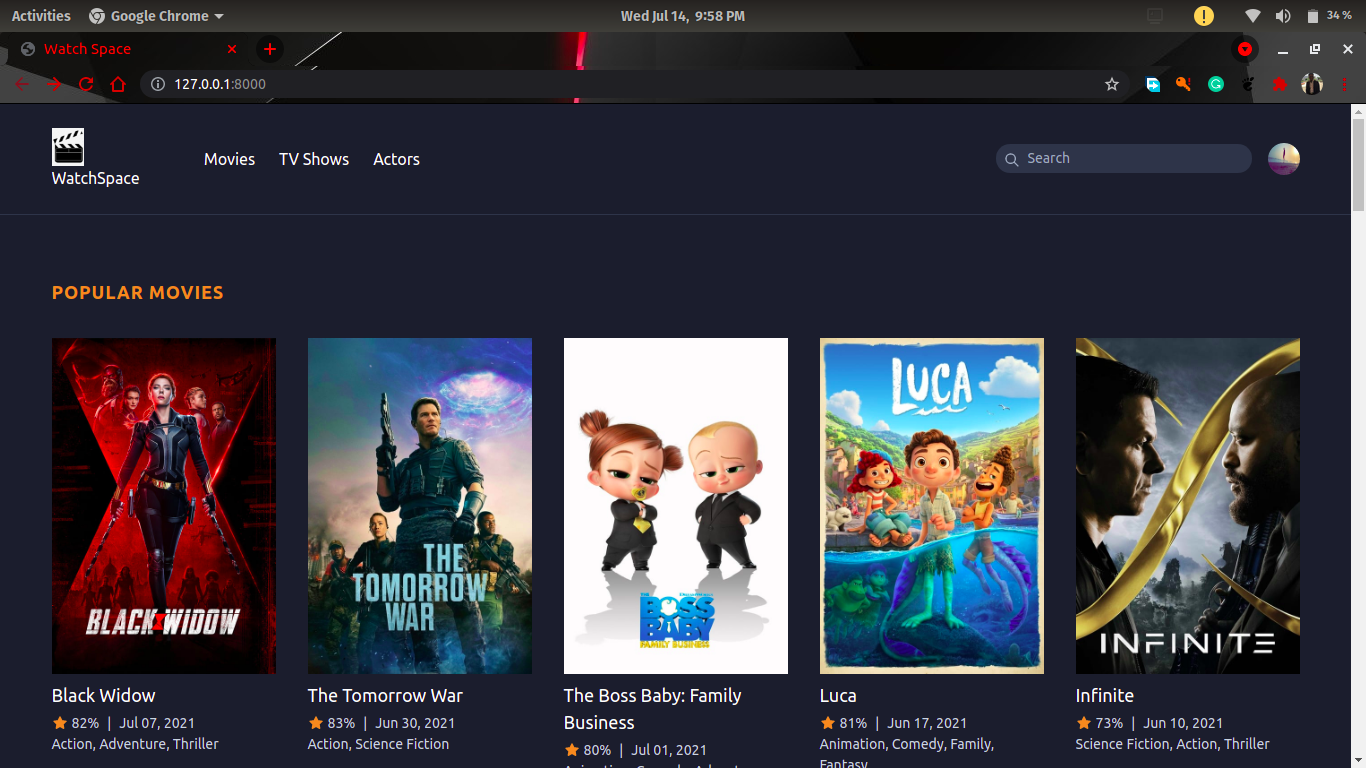 Activities
Google Chrome
Wed Jul 14, 9:58 PM
34 %
Watch Space
127.0.0.1:8000
WatchSpace
Movies
TV Shows
Actors
Search
POPULAR MOVIES
BLACK WIDOW
THE
TOMORROW
WAR
THE
BOSS
BABY
FAMILY BUSINESS
LUCA
INFINITE
Black Widow
82% | Jul 07, 2021
Action, Adventure, Thriller
The Tomorrow War
83% | Jun 30, 2021
Action, Science Fiction
The Boss Baby: Family
Business
80% | Jul 01, 2021
Luca
81% | Jun 17, 2021
Animation, Comedy, Family,
Fantasy
Infinite
73% | Jun 10, 2021
Science Fiction, Action, Thriller